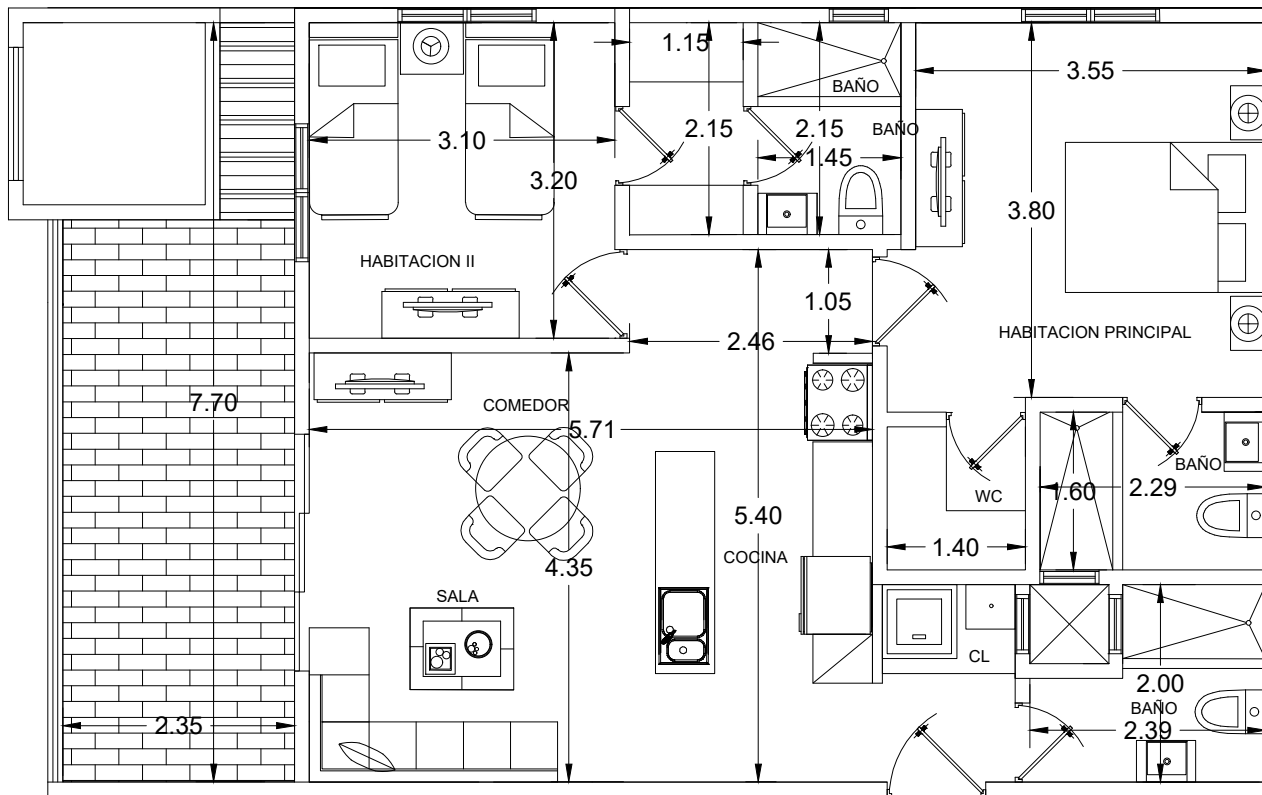 1.15
3.55
BAÑO
2.15
2.15
BAÑO
3.10
1.45
3.20
3.80
HABITACION II
1.05
HABITACION PRINCIPAL
2.46
7.70
COMEDOR
5.71
BAÑO
1.60
2.29
WC
5.40
1.40
COCINA
4.35
SALA
CL
2.00
BAÑO
2.35
2.39